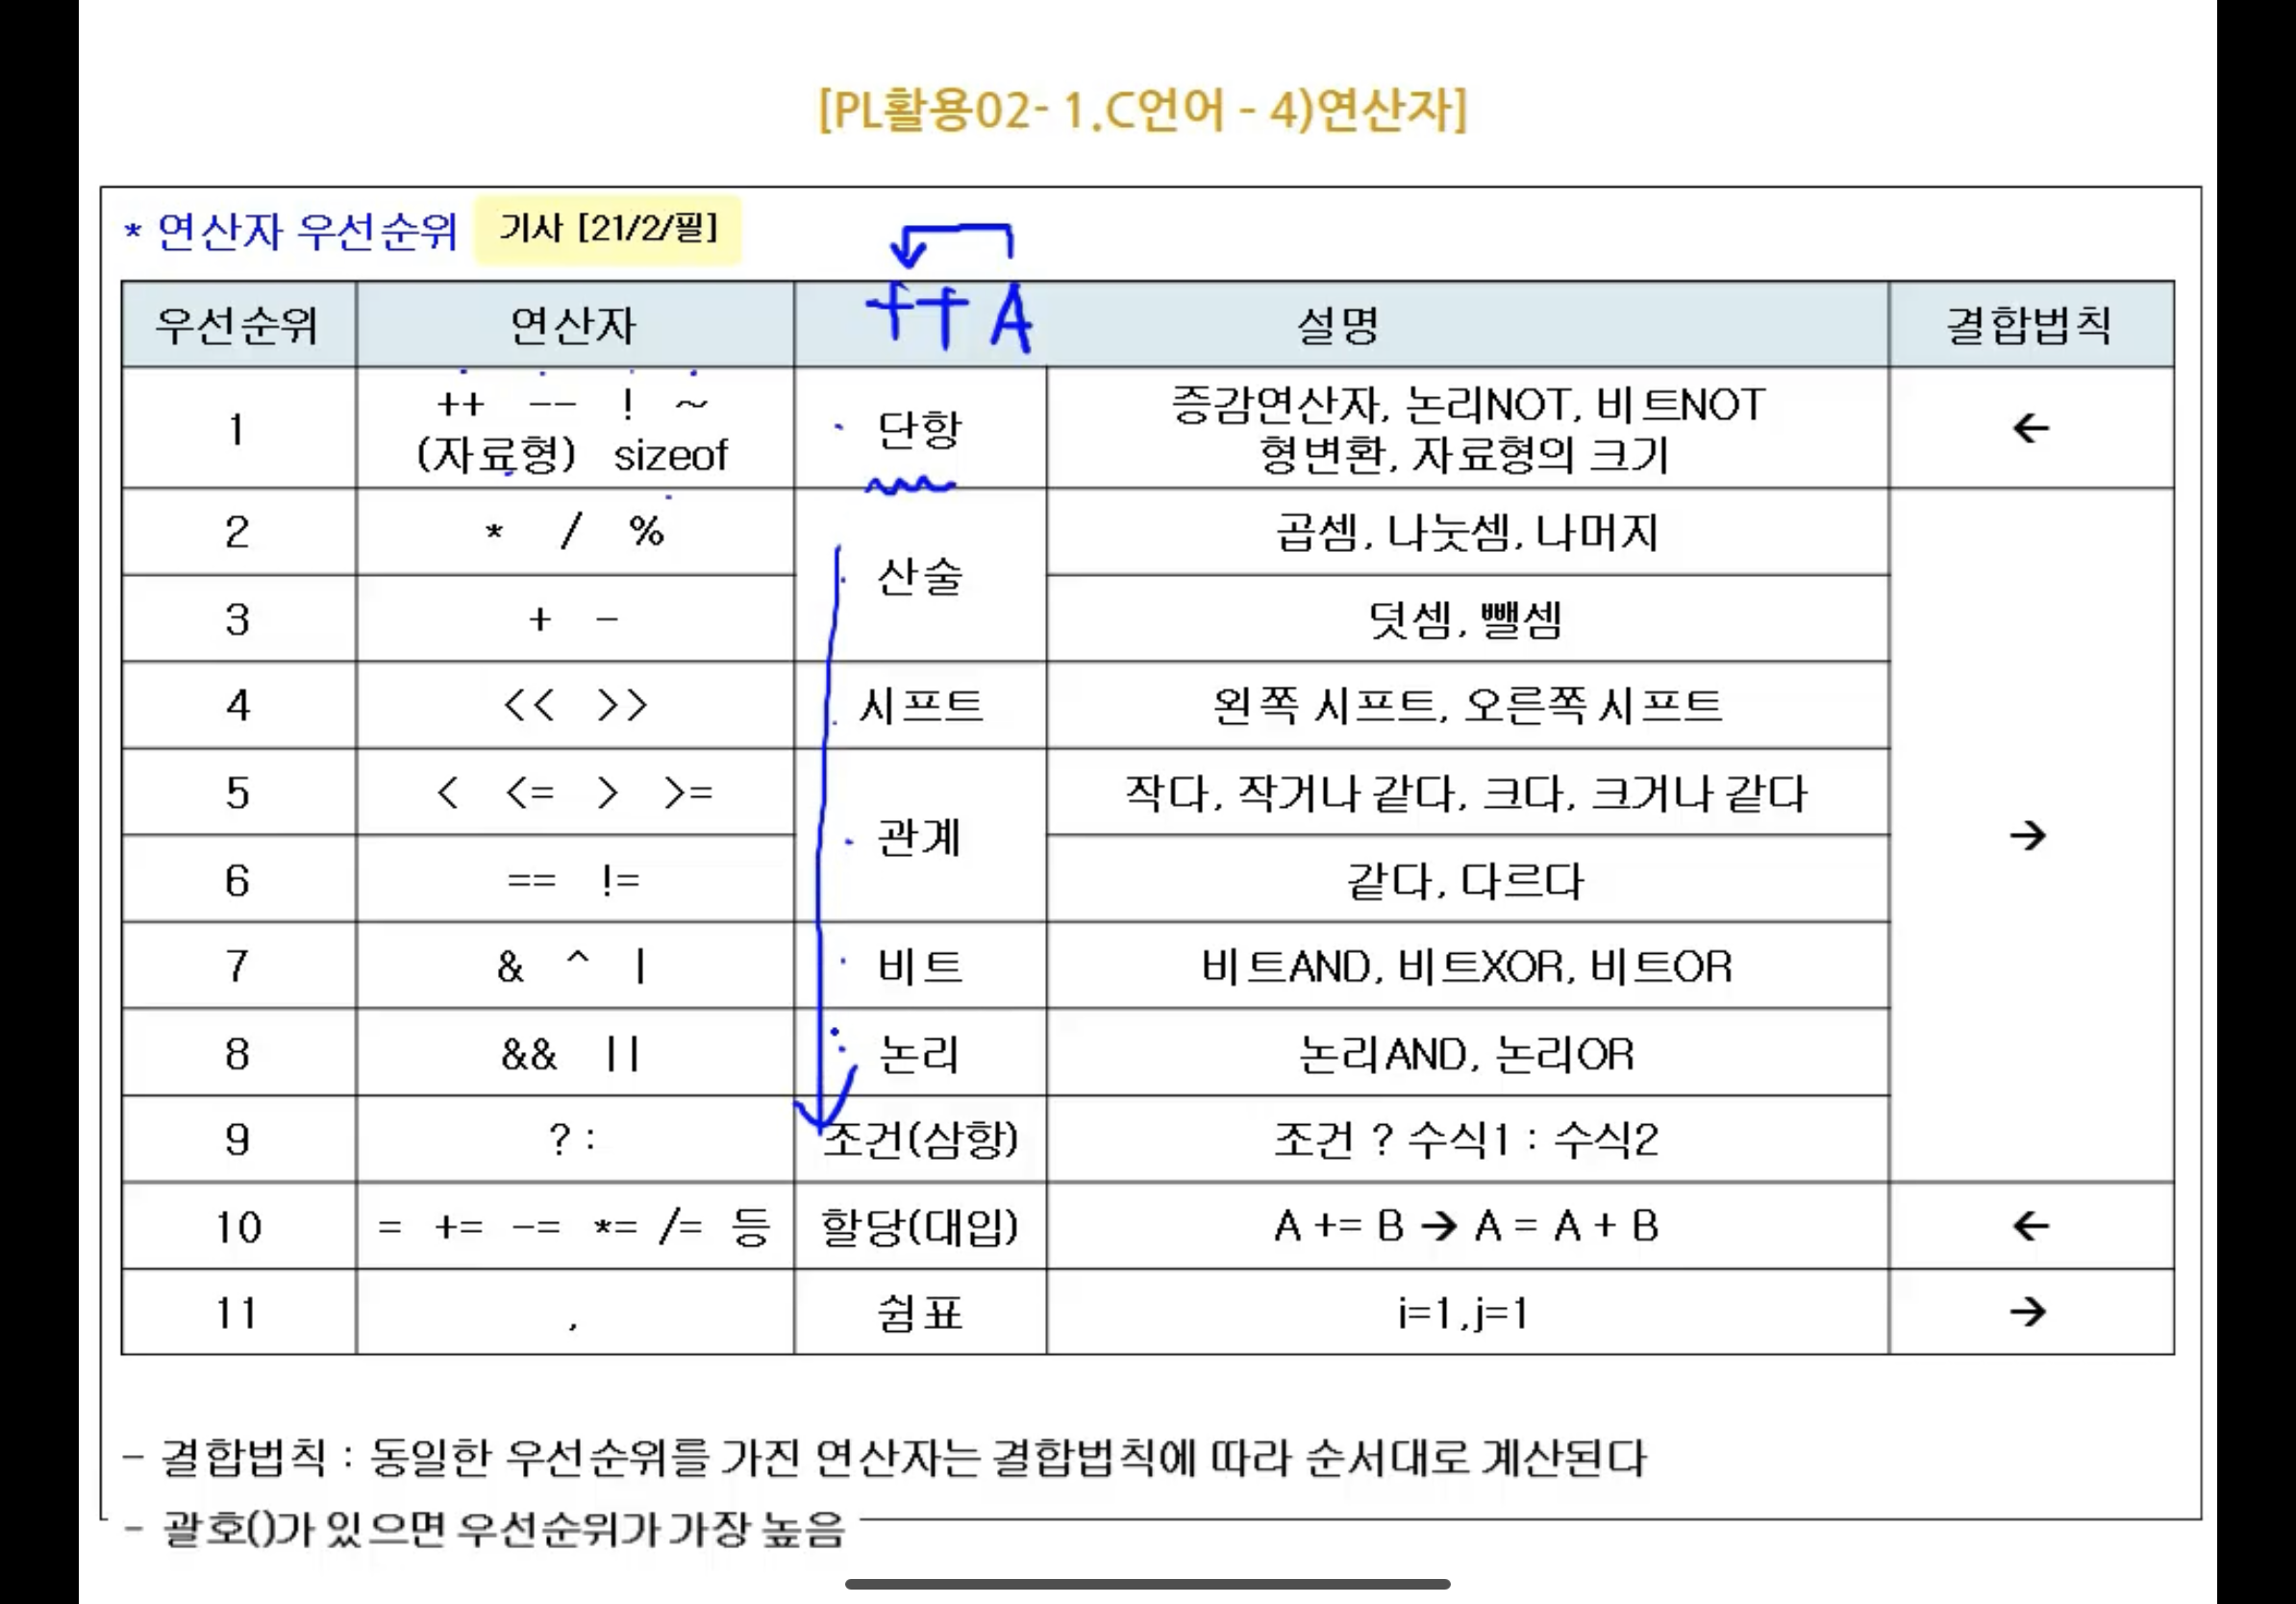 [PL활용02- 1.C언어 - 4)연산자]
* 연산자 우선순위 기사 [21/2/필]
++ A
우선순위 연산자 설명 결합법칙
1 ++ -- ! ~ (자료형) sizeof 단항 증감연산자, 논리NOT, 비트NOT 형변환, 자료형의 크기 ←
2 * / % 산술 곱셈, 나눗셈, 나머지 →
3 + - 덧셈, 뺄셈
4 << >> 시프트 왼쪽 시프트, 오른쪽 시프트
5 < <= > >= 관계 작다, 작거나 같다, 크다, 크거나 같다
6 == != 같다, 다르다
7 & ^ | 비트 비트AND, 비트XOR, 비트OR
8 && || 논리 논리AND, 논리OR
9 ? : 조건(삼항) 조건 ? 수식1 : 수식2
10 = += -= *= /= 등 할당(대입) A += B → A = A + B ←
11 , 쉼표 i=1,j=1 →
- 결합법칙 : 동일한 우선순위를 가진 연산자는 결합법칙에 따라 순서대로 계산된다
- 괄호()가 있으면 우선순위가 가장 높음